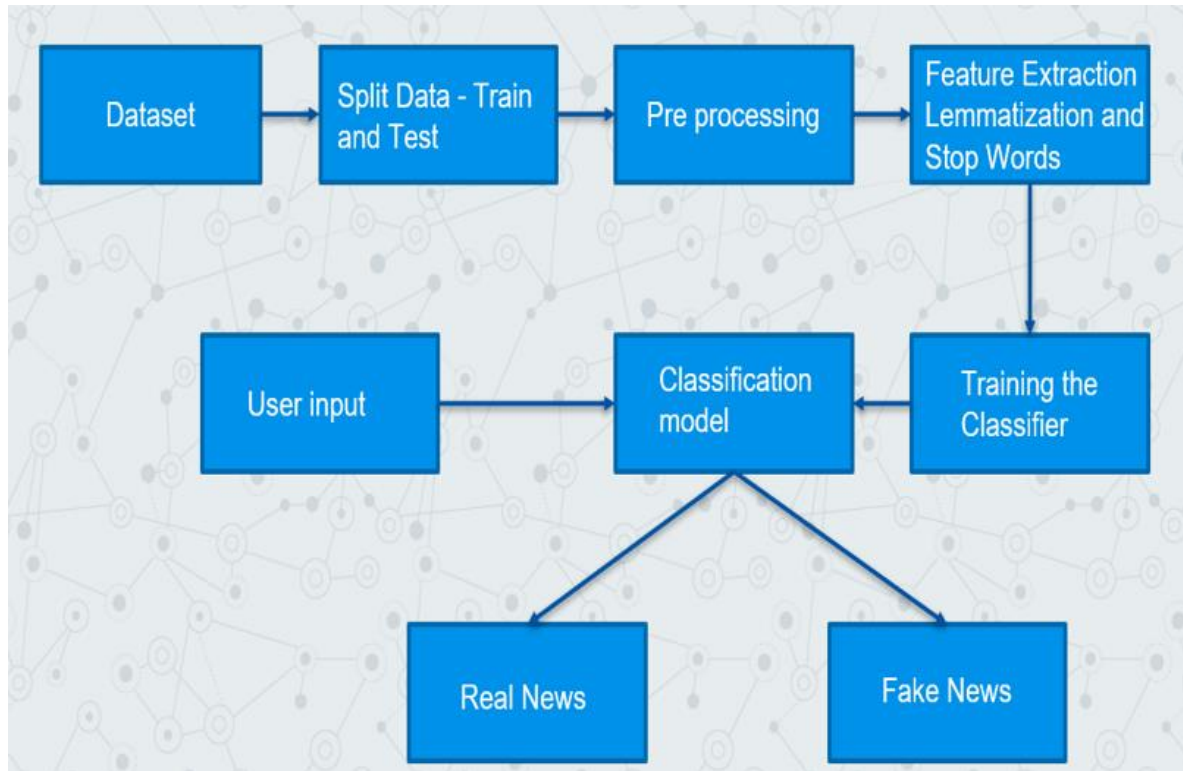 Dataset
Split Data - Train
and Test
Pre processing
Feature Extraction
Lemmatization and
Stop Words
User input
Classification
model
Training the
Classifier
Real News
Fake News